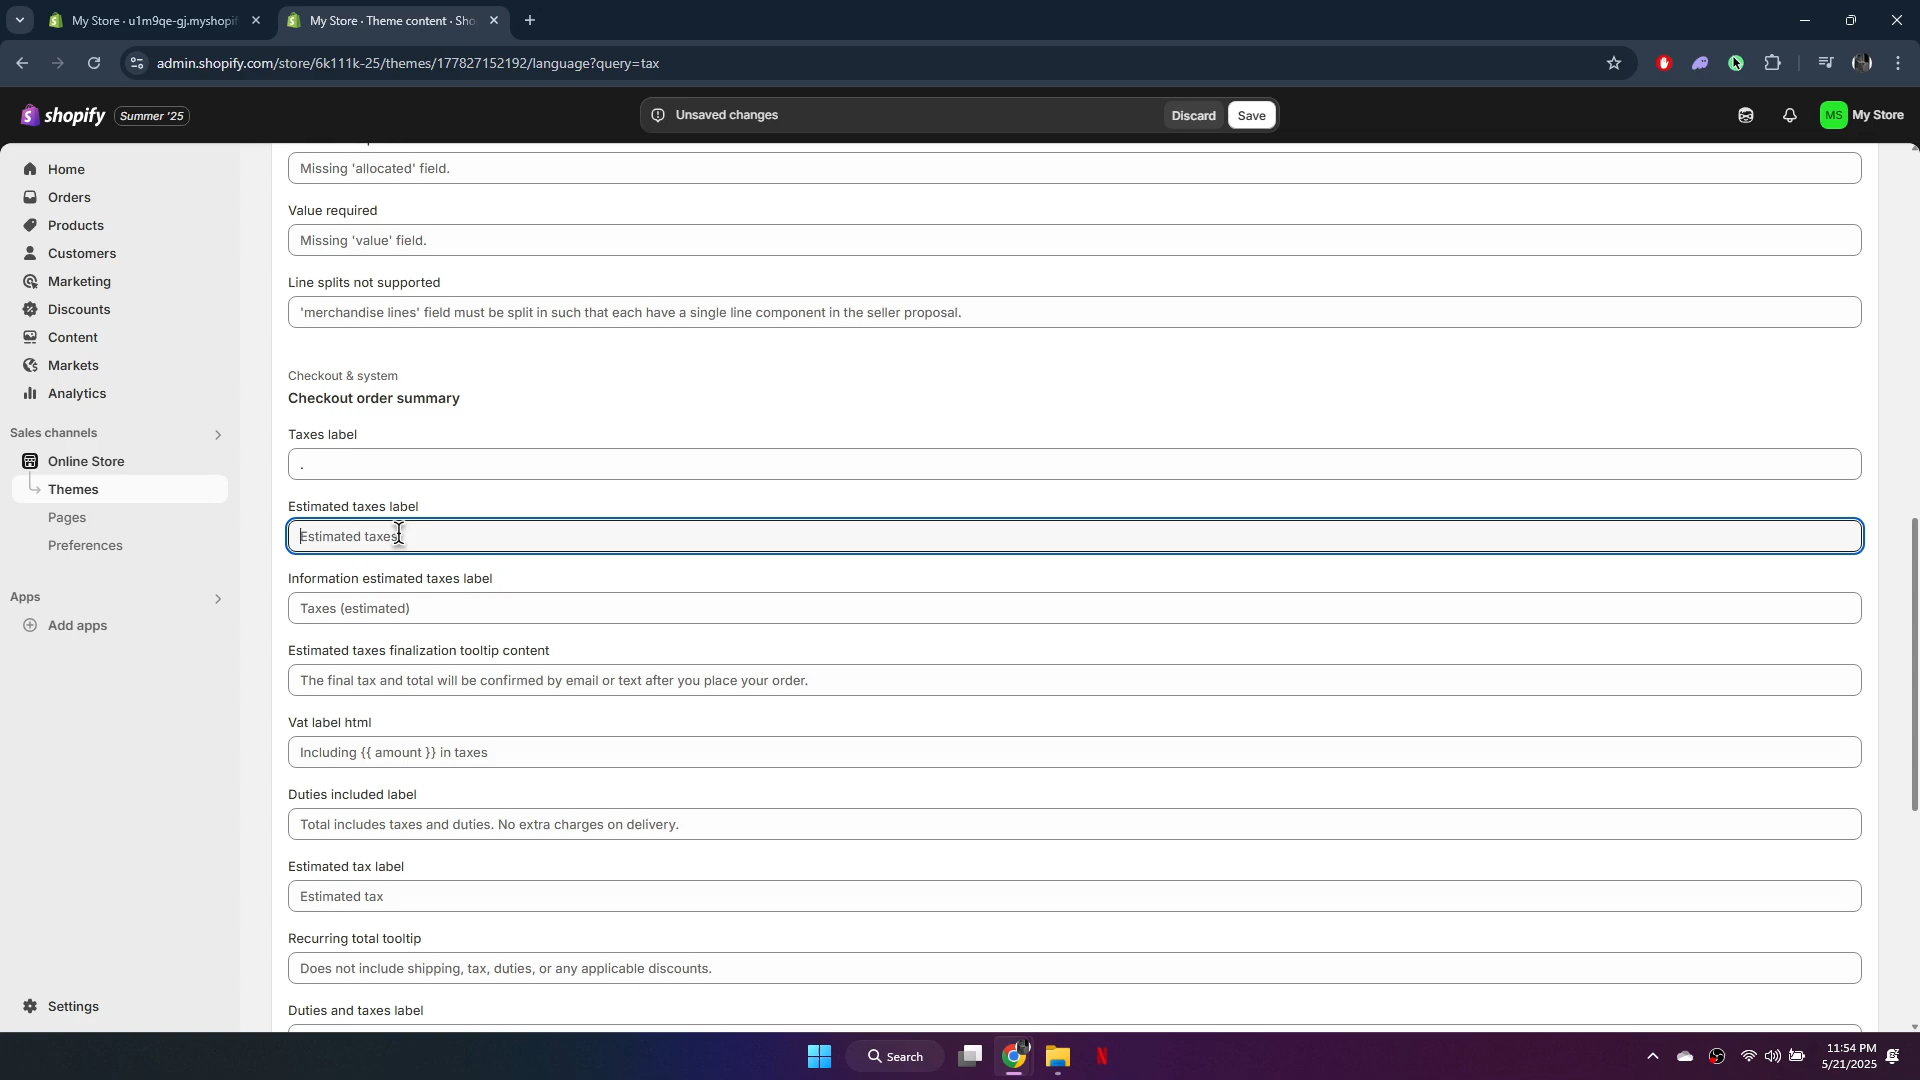 My Store · u1m9qe-gj.myshopif
My Store · Theme content · Sho
admin.shopify.com/store/6k111k-25/themes/177827152192/language?query=tax
shopify
Summer '25
Unsaved changes
Discard
Save
MS
My Store
Home
Orders
Products
Customers
Marketing
Discounts
Content
Markets
Analytics
Sales channels
Online Store
Themes
Pages
Preferences
Apps
Add apps
Settings
Missing 'allocated' field.
Value required
Missing 'value' field.
Line splits not supported
'merchandise lines' field must be split in such that each have a single line component in the seller proposal.
Checkout & system
Checkout order summary
Taxes label
.
Estimated taxes label
Estimated taxes
Information estimated taxes label
Taxes (estimated)
Estimated taxes finalization tooltip content
The final tax and total will be confirmed by email or text after you place your order.
Vat label html
Including {{ amount }} in taxes
Duties included label
Total includes taxes and duties. No extra charges on delivery.
Estimated tax label
Estimated tax
Recurring total tooltip
Does not include shipping, tax, duties, or any applicable discounts.
Duties and taxes label
Search
N
11:54 PM
5/21/2025